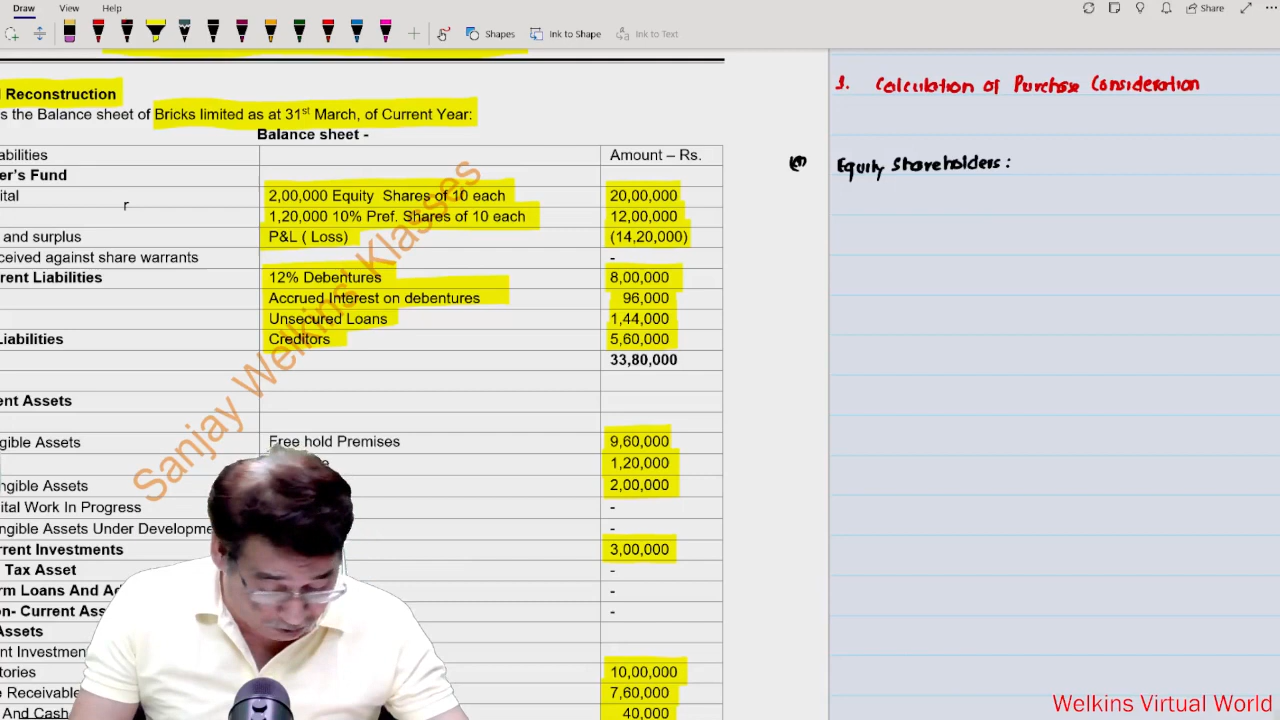 Draw View Help
Share
Shapes Ink to Shape Ink to Text
Reconstruction
s the Balance sheet of Bricks limited as at 31st March, of Current Year:
Balance sheet -
abilities Amount – Rs.
er's Fund
ital 2,00,000 Equity Shares of 10 each 20,00,000
r
1,20,000 10% Pref. Shares of 10 each 12,00,000
and surplus P&L ( Loss) (14,20,000)
ceived against share warrants -
rent Liabilities 12% Debentures 8,00,000
Accrued Interest on debentures 96,000
Unsecured Loans 1,44,000
iabilities Creditors 5,60,000
33,80,000
ent Assets
gible Assets Free hold Premises 9,60,000
1,20,000
ngible Assets 2,00,000
ital Work In Progress -
angible Assets Under Developme -
rrent Investments 3,00,000
Tax Asset -
rm Loans And Ad -
on- Current Ass -
Assets
nt Investmen
tories 10,00,000
e Receivable 7,60,000
And Cash 40,000
Sanjay Welkins' Klasses
1. Calculation of Purchase Consideration
Equity Shareholders:
Welkins Virtual World